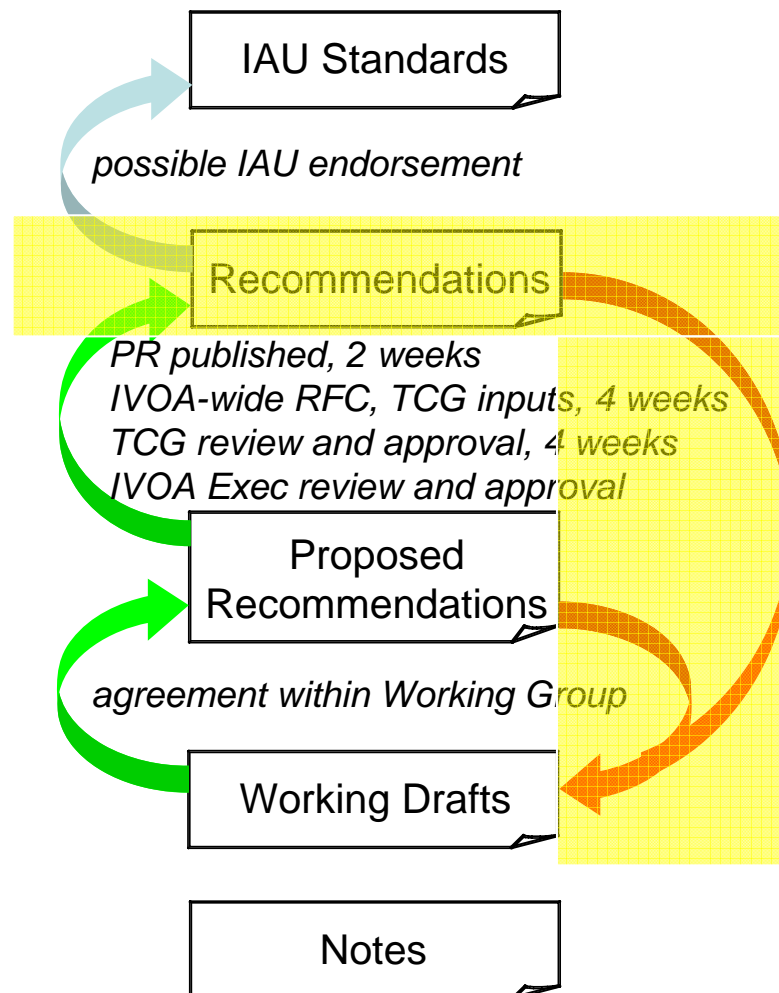 IAU Standards
possible IAU endorsement
Recommendations
PR published, 2 weeks
IVOA-wide RFC, TCG inputs, 4 weeks
TCG review and approval, 4 weeks
IVOA Exec review and approval
Proposed
Recommendations
agreement within Working Group
Working Drafts
Notes